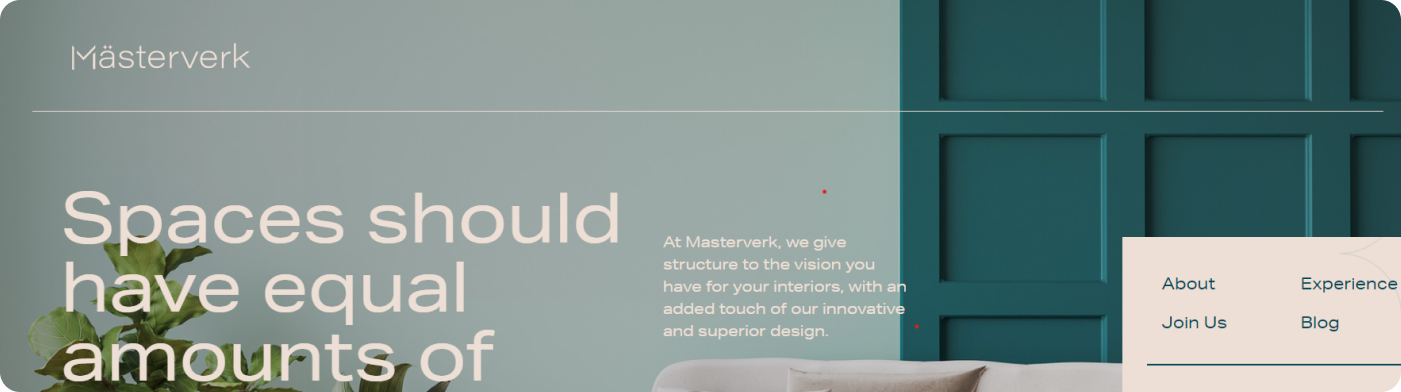 Mästerverk
Spaces should
have equal
amounts of
At Masterverk, we give
structure to the vision you
have for your interiors, with an
added touch of our innovative
and superior design.
About
Experience
Join Us
Blog